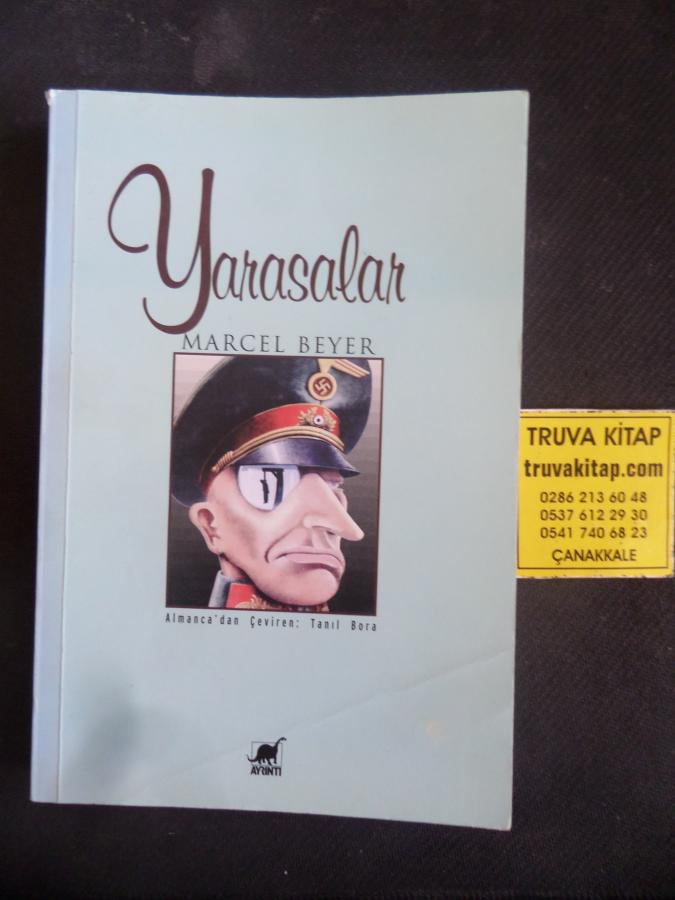 Yarasalar
MARCEL BEYER
Almanca'dan Çeviren: Tanıl Bora
AYRINTI
TRUVA KİTAP
truvakitap.com
0286 213 60 48
0537 612 29 30
0541 740 68 23
ÇANAKKALE